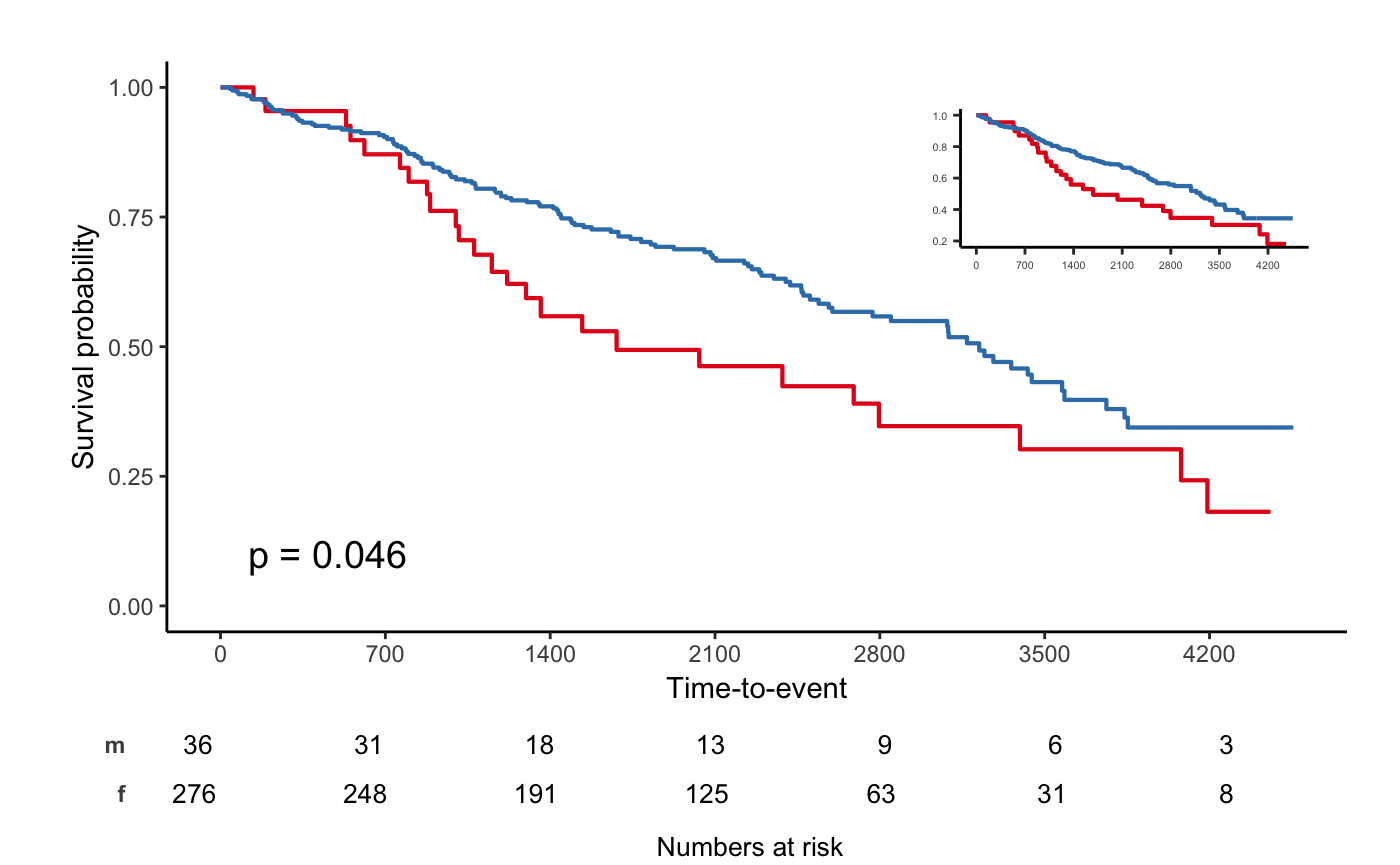 1.00
0.75
0.50
0.25
0.00
Survival probability
1.0
0.8
0.6
0.4
0.2
0 700 1400 2100 2800 3500 4200
p = 0.046
0 700 1400 2100 2800 3500 4200
Time-to-event
m 36 31 18 13 9 6 3
f 276 248 191 125 63 31 8
Numbers at risk